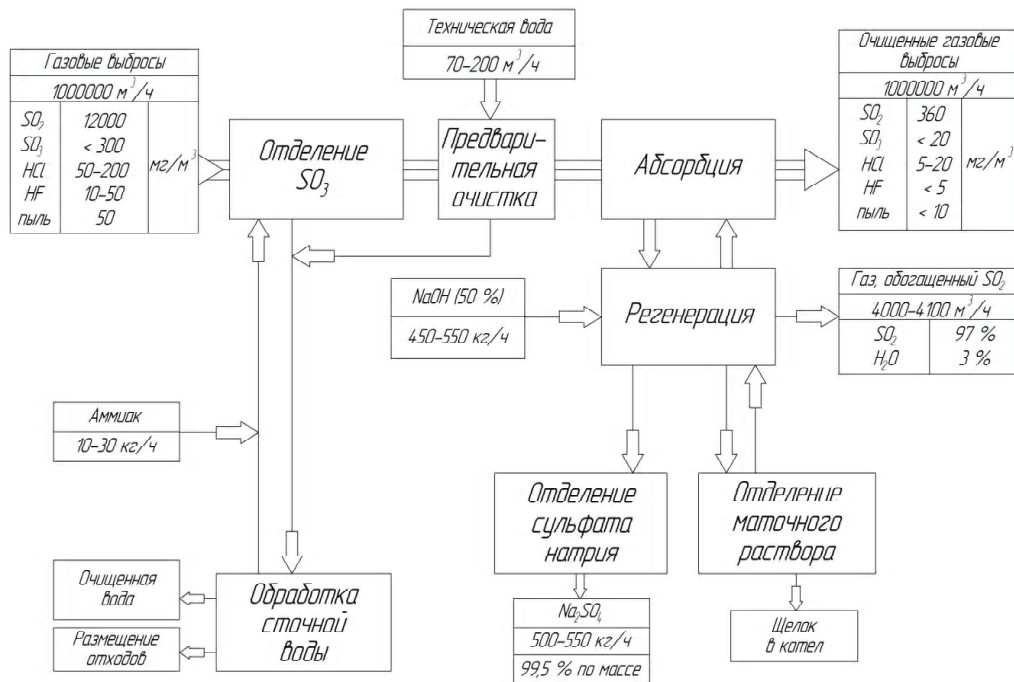 Техническая вода
70–200 м³/ч
Газовые выбросы
1000000 м³/ч
SO₂ 12000
SO₃ < 300
HCl 50–200
HF 10–50
пыль 50
мг/м³
Отделение
SO₃
Предвари-
тельная
очистка
Абсорбция
Очищенные газовые
выбросы
1000000 м³/ч
SO₂ 360
SO₃ < 20
HCl 5–20
HF < 5
пыль < 10
мг/м³
NaOH (50 %)
450–550 кг/ч
Регенерация
Газ, обогащенный SO₂
4000–4100 м³/ч
SO₂ 97 %
H₂O 3 %
Аммиак
10–30 кг/ч
Отделение
сульфата
натрия
Отделение
маточного
раствора
Очищенная
вода
Размещение
отходов
Обработка
сточной
воды
Na₂SO₄
500–550 кг/ч
99,5 % по массе
Щелок
в котел